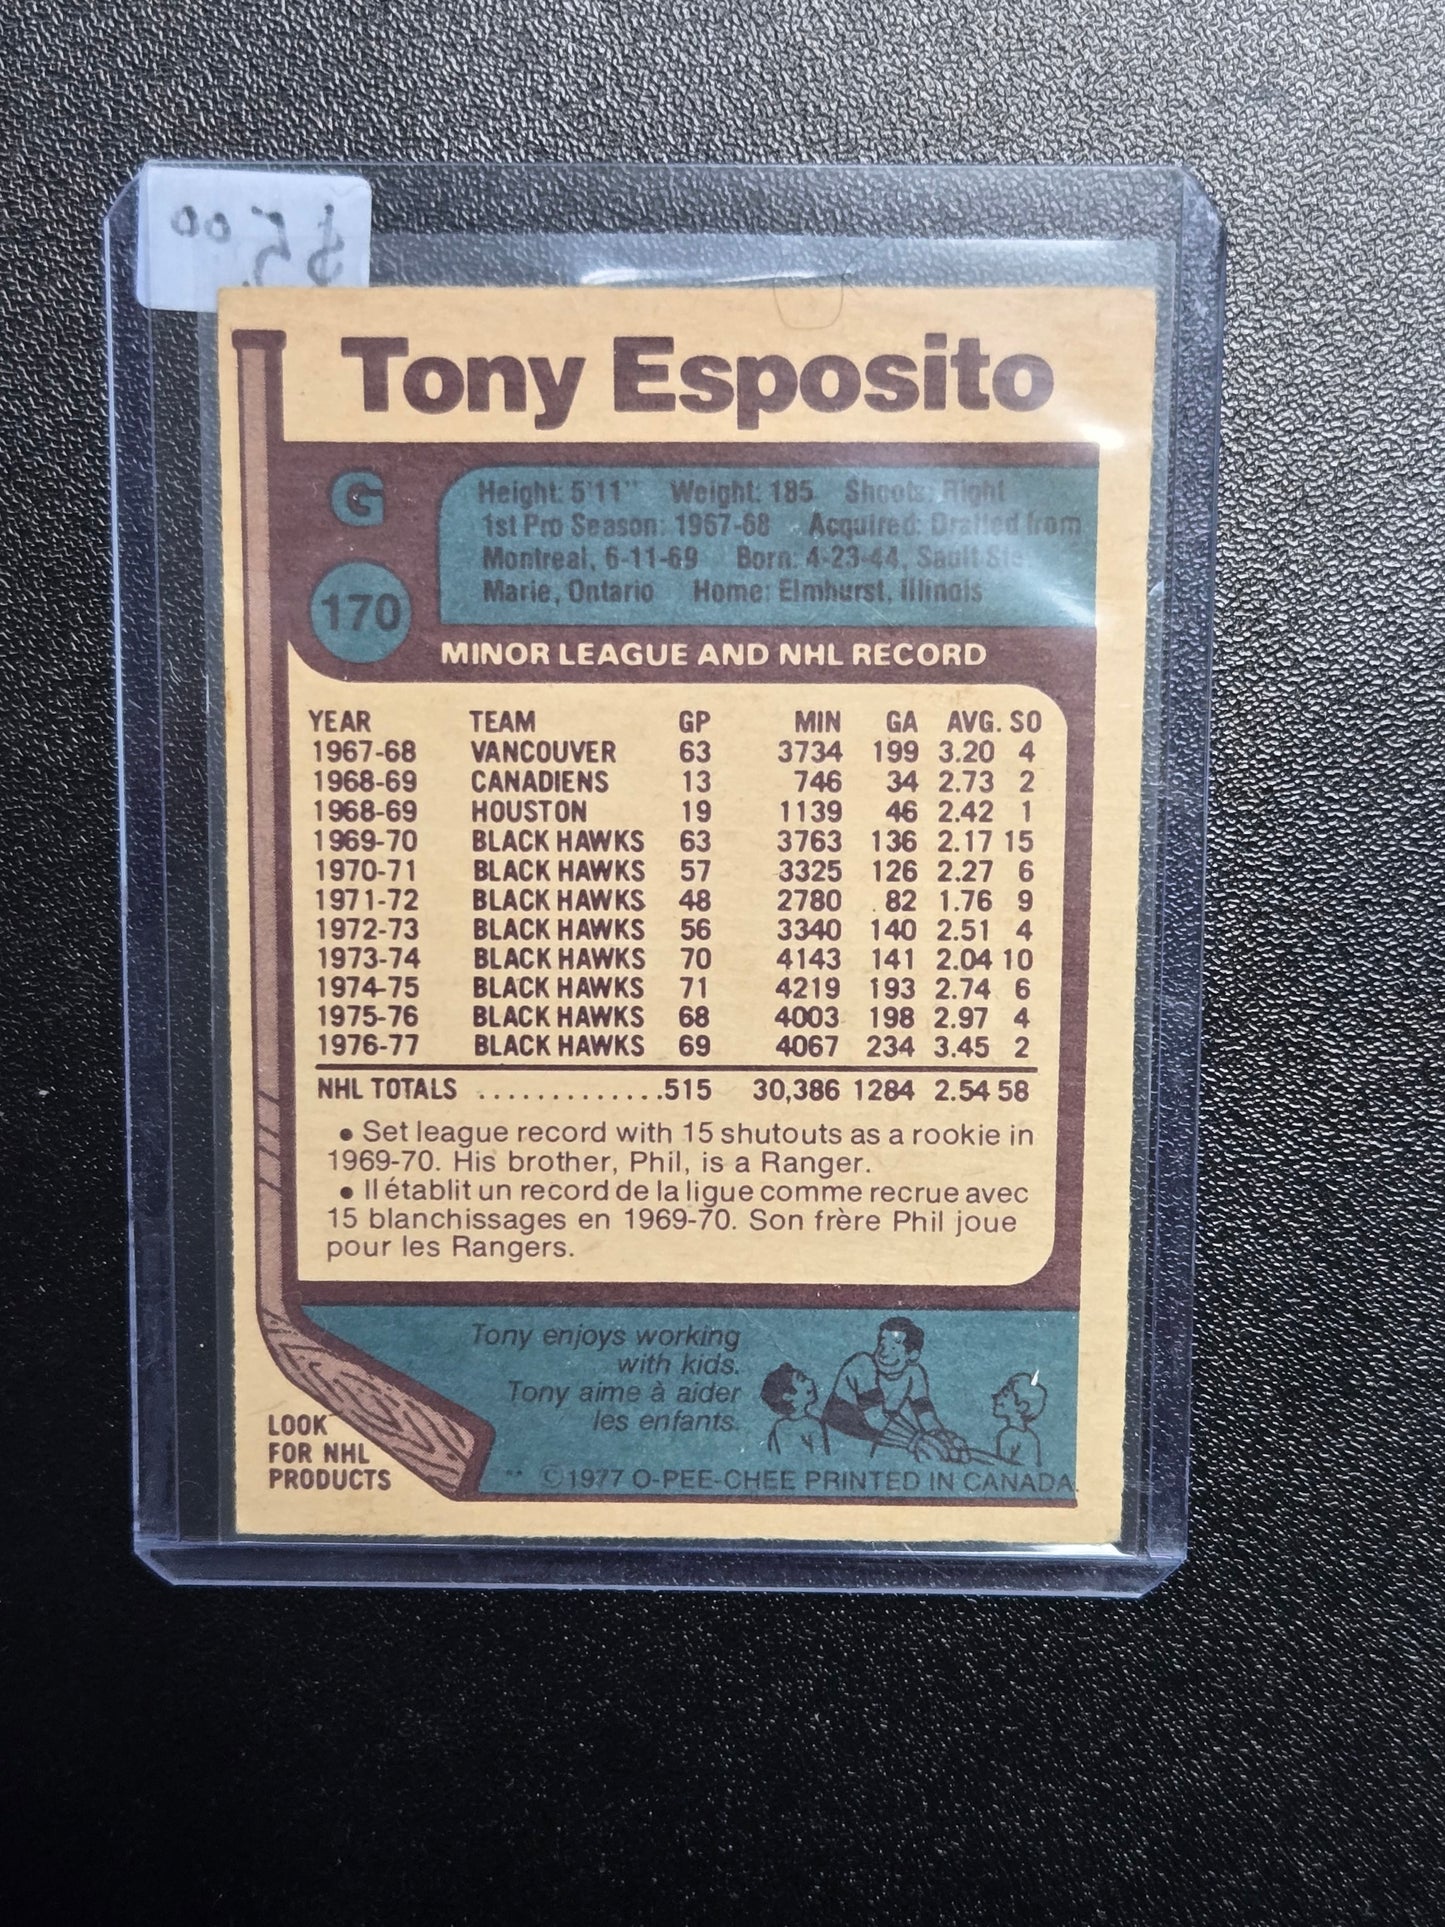 $5.00
Tony Esposito
G
Height: 5'11" Weight: 185 Shoots: Right
1st Pro Season: 1967-68 Acquired: Drafted from
Montreal, 6-11-69 Born: 4-23-44, Sault Ste.
Marie, Ontario Home: Elmhurst, Illinois
170
MINOR LEAGUE AND NHL RECORD
YEAR TEAM GP MIN GA AVG. SO
1967-68 VANCOUVER 63 3734 199 3.20 4
1968-69 CANADIENS 13 746 34 2.73 2
1968-69 HOUSTON 19 1139 46 2.42 1
1969-70 BLACK HAWKS 63 3763 136 2.17 15
1970-71 BLACK HAWKS 57 3325 126 2.27 6
1971-72 BLACK HAWKS 48 2780 82 1.76 9
1972-73 BLACK HAWKS 56 3340 140 2.51 4
1973-74 BLACK HAWKS 70 4143 141 2.04 10
1974-75 BLACK HAWKS 71 4219 193 2.74 6
1975-76 BLACK HAWKS 68 4003 198 2.97 4
1976-77 BLACK HAWKS 69 4067 234 3.45 2
NHL TOTALS .............515 30,386 1284 2.54 58
• Set league record with 15 shutouts as a rookie in
1969-70. His brother, Phil, is a Ranger.
• Il établit un record de la ligue comme recrue avec
15 blanchissages en 1969-70. Son frère Phil joue
pour les Rangers.
Tony enjoys working
with kids.
Tony aime à aider
les enfants.
LOOK
FOR NHL
PRODUCTS
** ©1977 O-PEE-CHEE PRINTED IN CANADA.